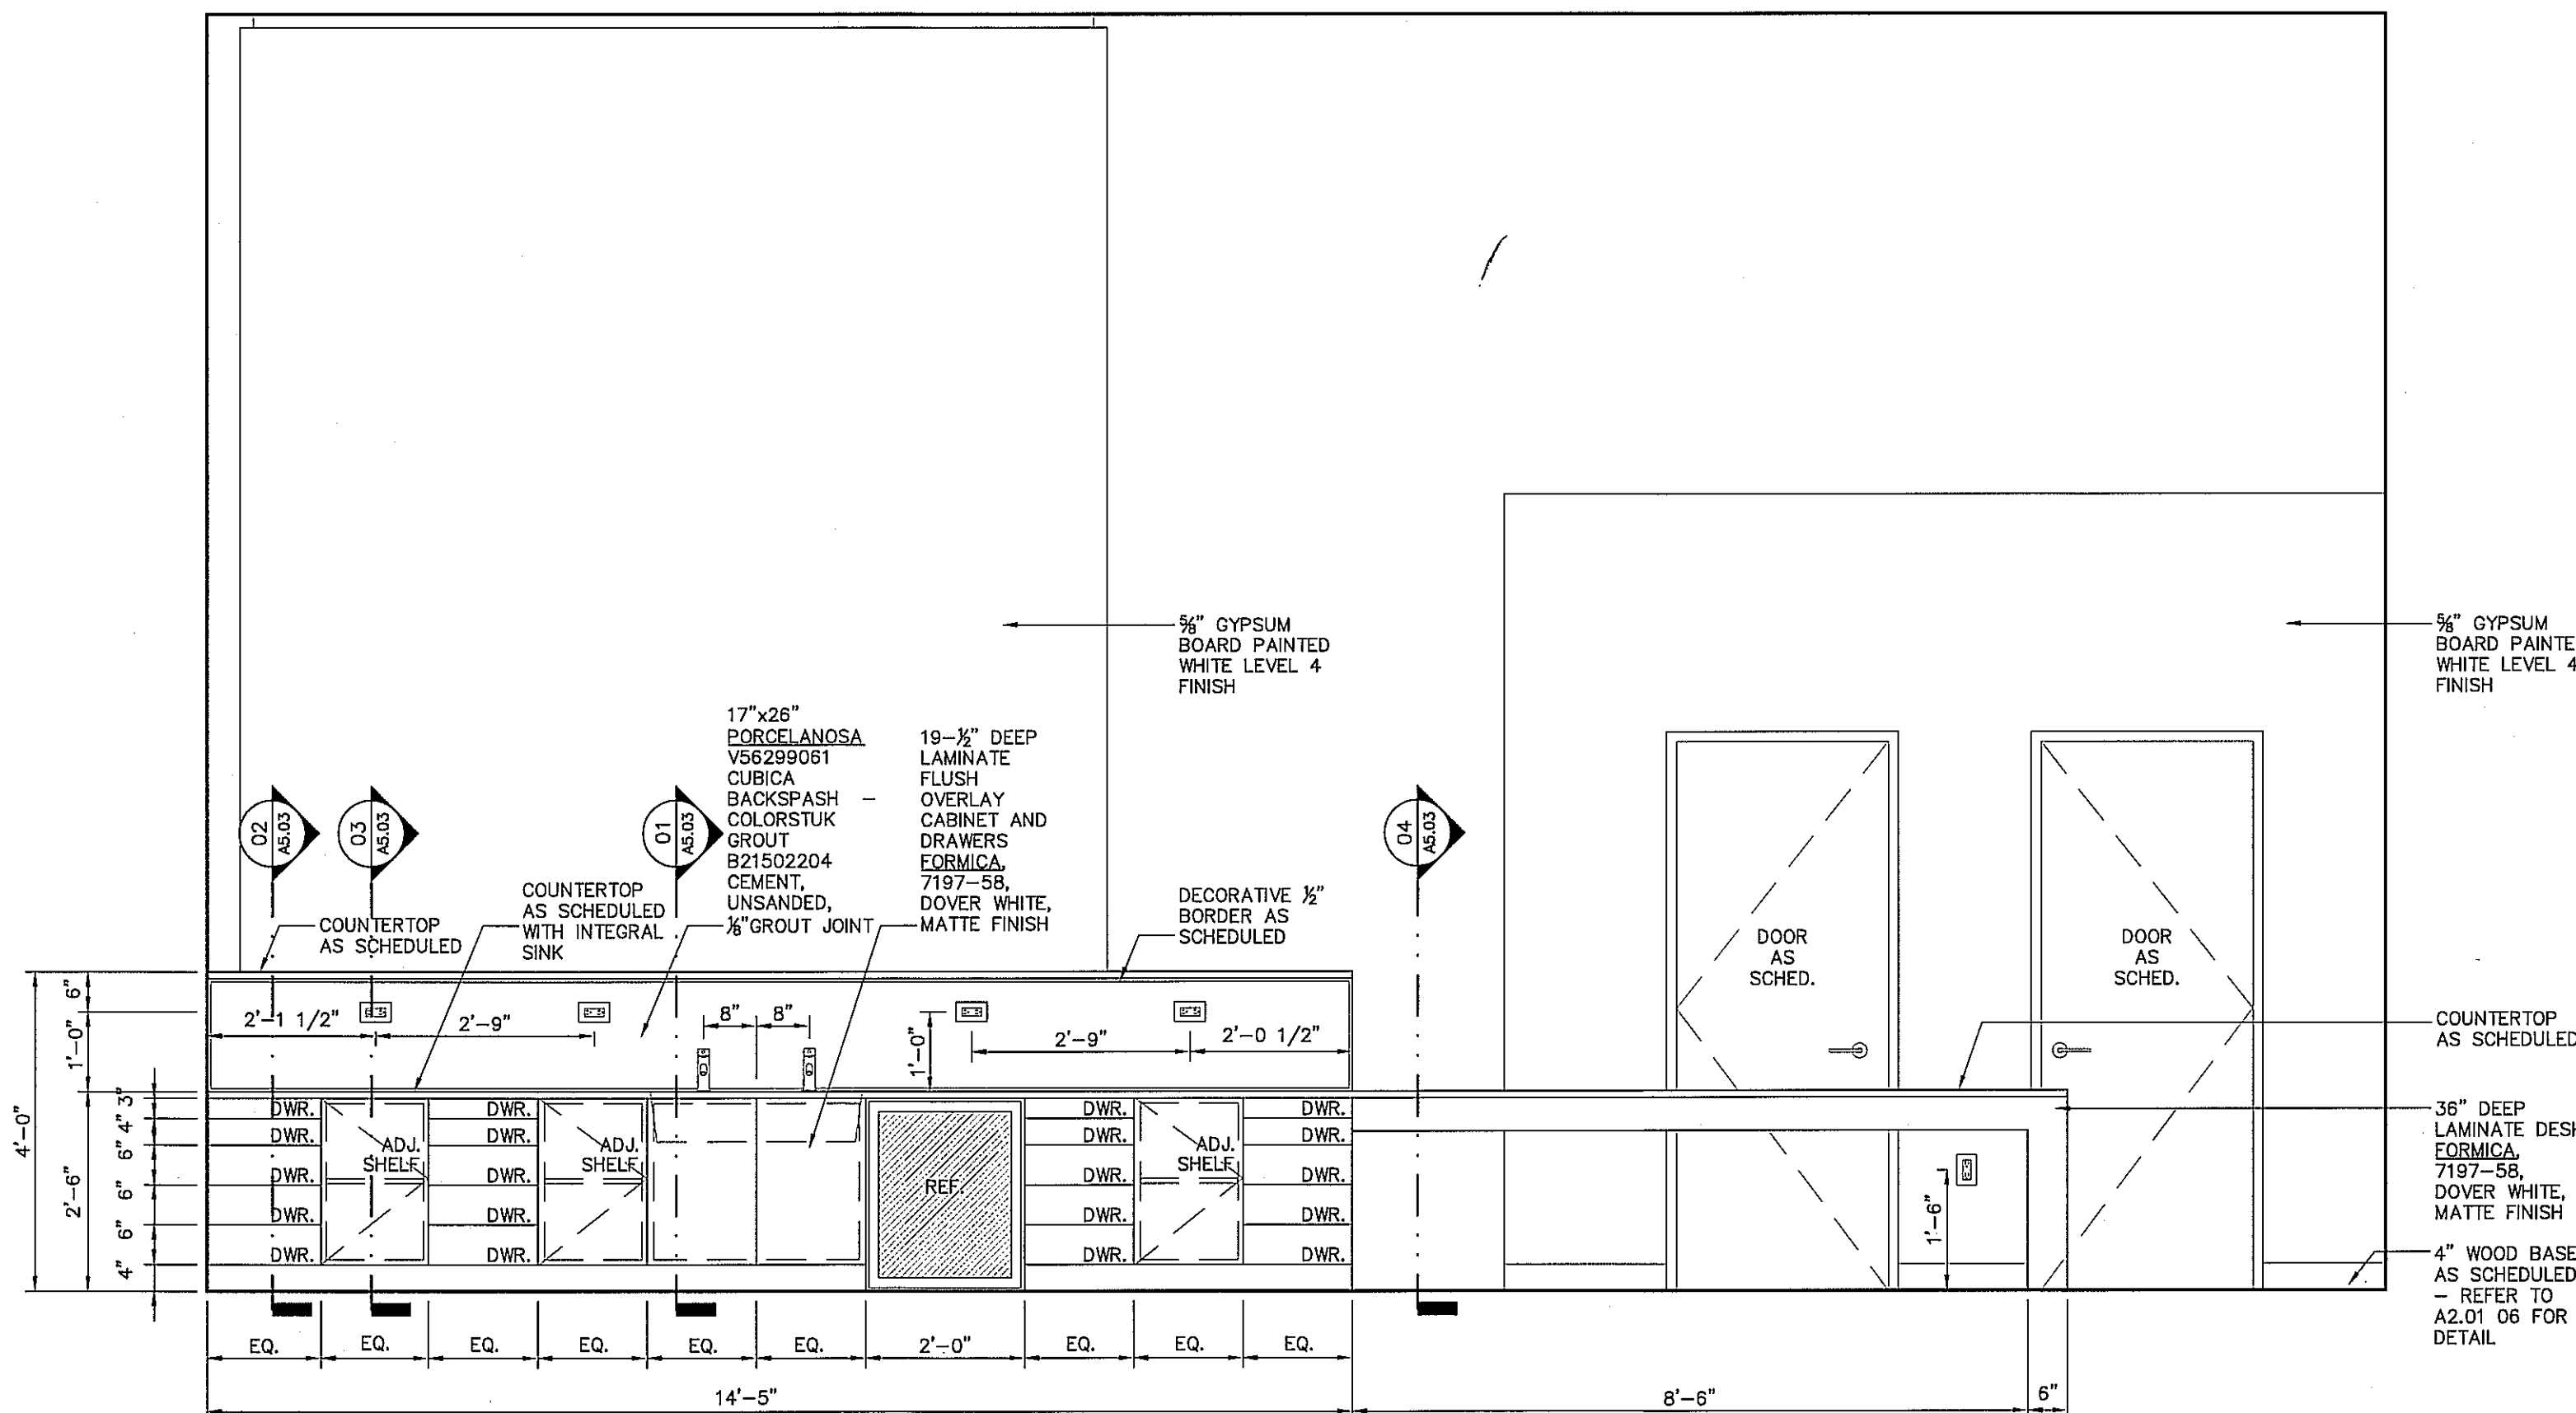 5/8" GYPSUM
BOARD PAINTED
WHITE LEVEL 4
FINISH
5/8" GYPSUM
BOARD PAINTE
WHITE LEVEL 4
FINISH
17"x26"
PORCELANOSA
V56299061
CUBICA
BACKSPASH –
COLORSTUK
GROUT
B21502204
CEMENT,
UNSANDED,
1/8"GROUT JOINT
19-1/2" DEEP
LAMINATE
FLUSH
OVERLAY
CABINET AND
DRAWERS
FORMICA,
7197-58,
DOVER WHITE,
MATTE FINISH
02
A5.03
03
A5.03
01
A5.03
04
A5.03
COUNTERTOP
AS SCHEDULED
COUNTERTOP
AS SCHEDULED
WITH INTEGRAL
SINK
DECORATIVE 1/2"
BORDER AS
SCHEDULED
DOOR
AS
SCHED.
DOOR
AS
SCHED.
4'-0"
6"
1'-0"
2'-6"
3"
4"
6"
6"
6"
4"
2'-1 1/2"
2'-9"
8"
8"
1'-0"
2'-9"
2'-0 1/2"
COUNTERTOP
AS SCHEDULED
DWR.
DWR.
DWR.
DWR.
DWR.
ADJ.
SHELF
DWR.
DWR.
DWR.
DWR.
DWR.
ADJ.
SHELF
REF.
DWR.
DWR.
DWR.
DWR.
DWR.
ADJ.
SHELF
DWR.
DWR.
DWR.
DWR.
DWR.
1'-6"
36" DEEP
LAMINATE DESK
FORMICA,
7197-58,
DOVER WHITE,
MATTE FINISH
4" WOOD BASE
AS SCHEDULED
– REFER TO
A2.01 06 FOR
DETAIL
EQ. EQ. EQ. EQ. EQ. EQ. 2'-0" EQ. EQ. EQ.
14'-5" 8'-6" 6"